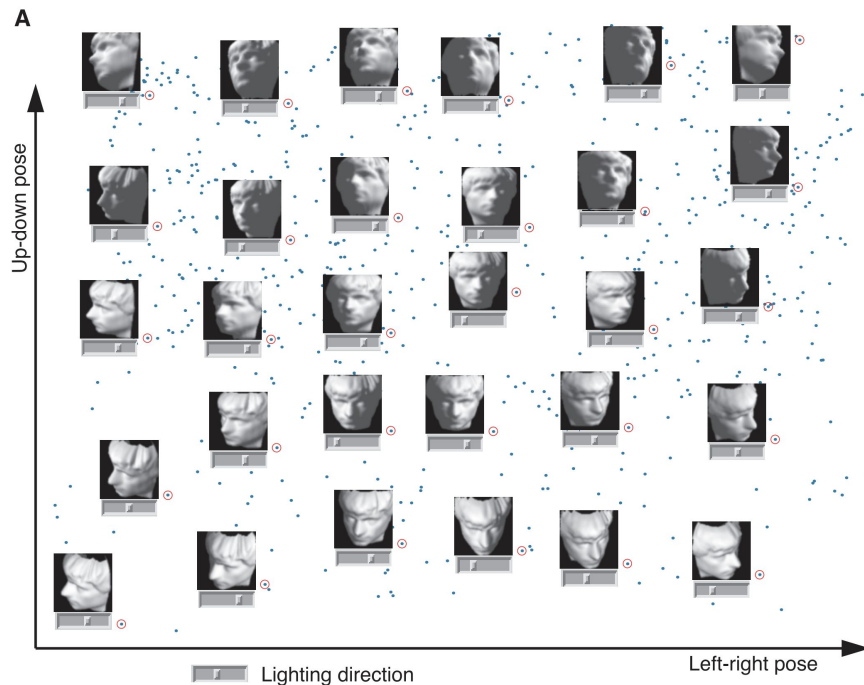 A
Up-down pose
Left-right pose
Lighting direction